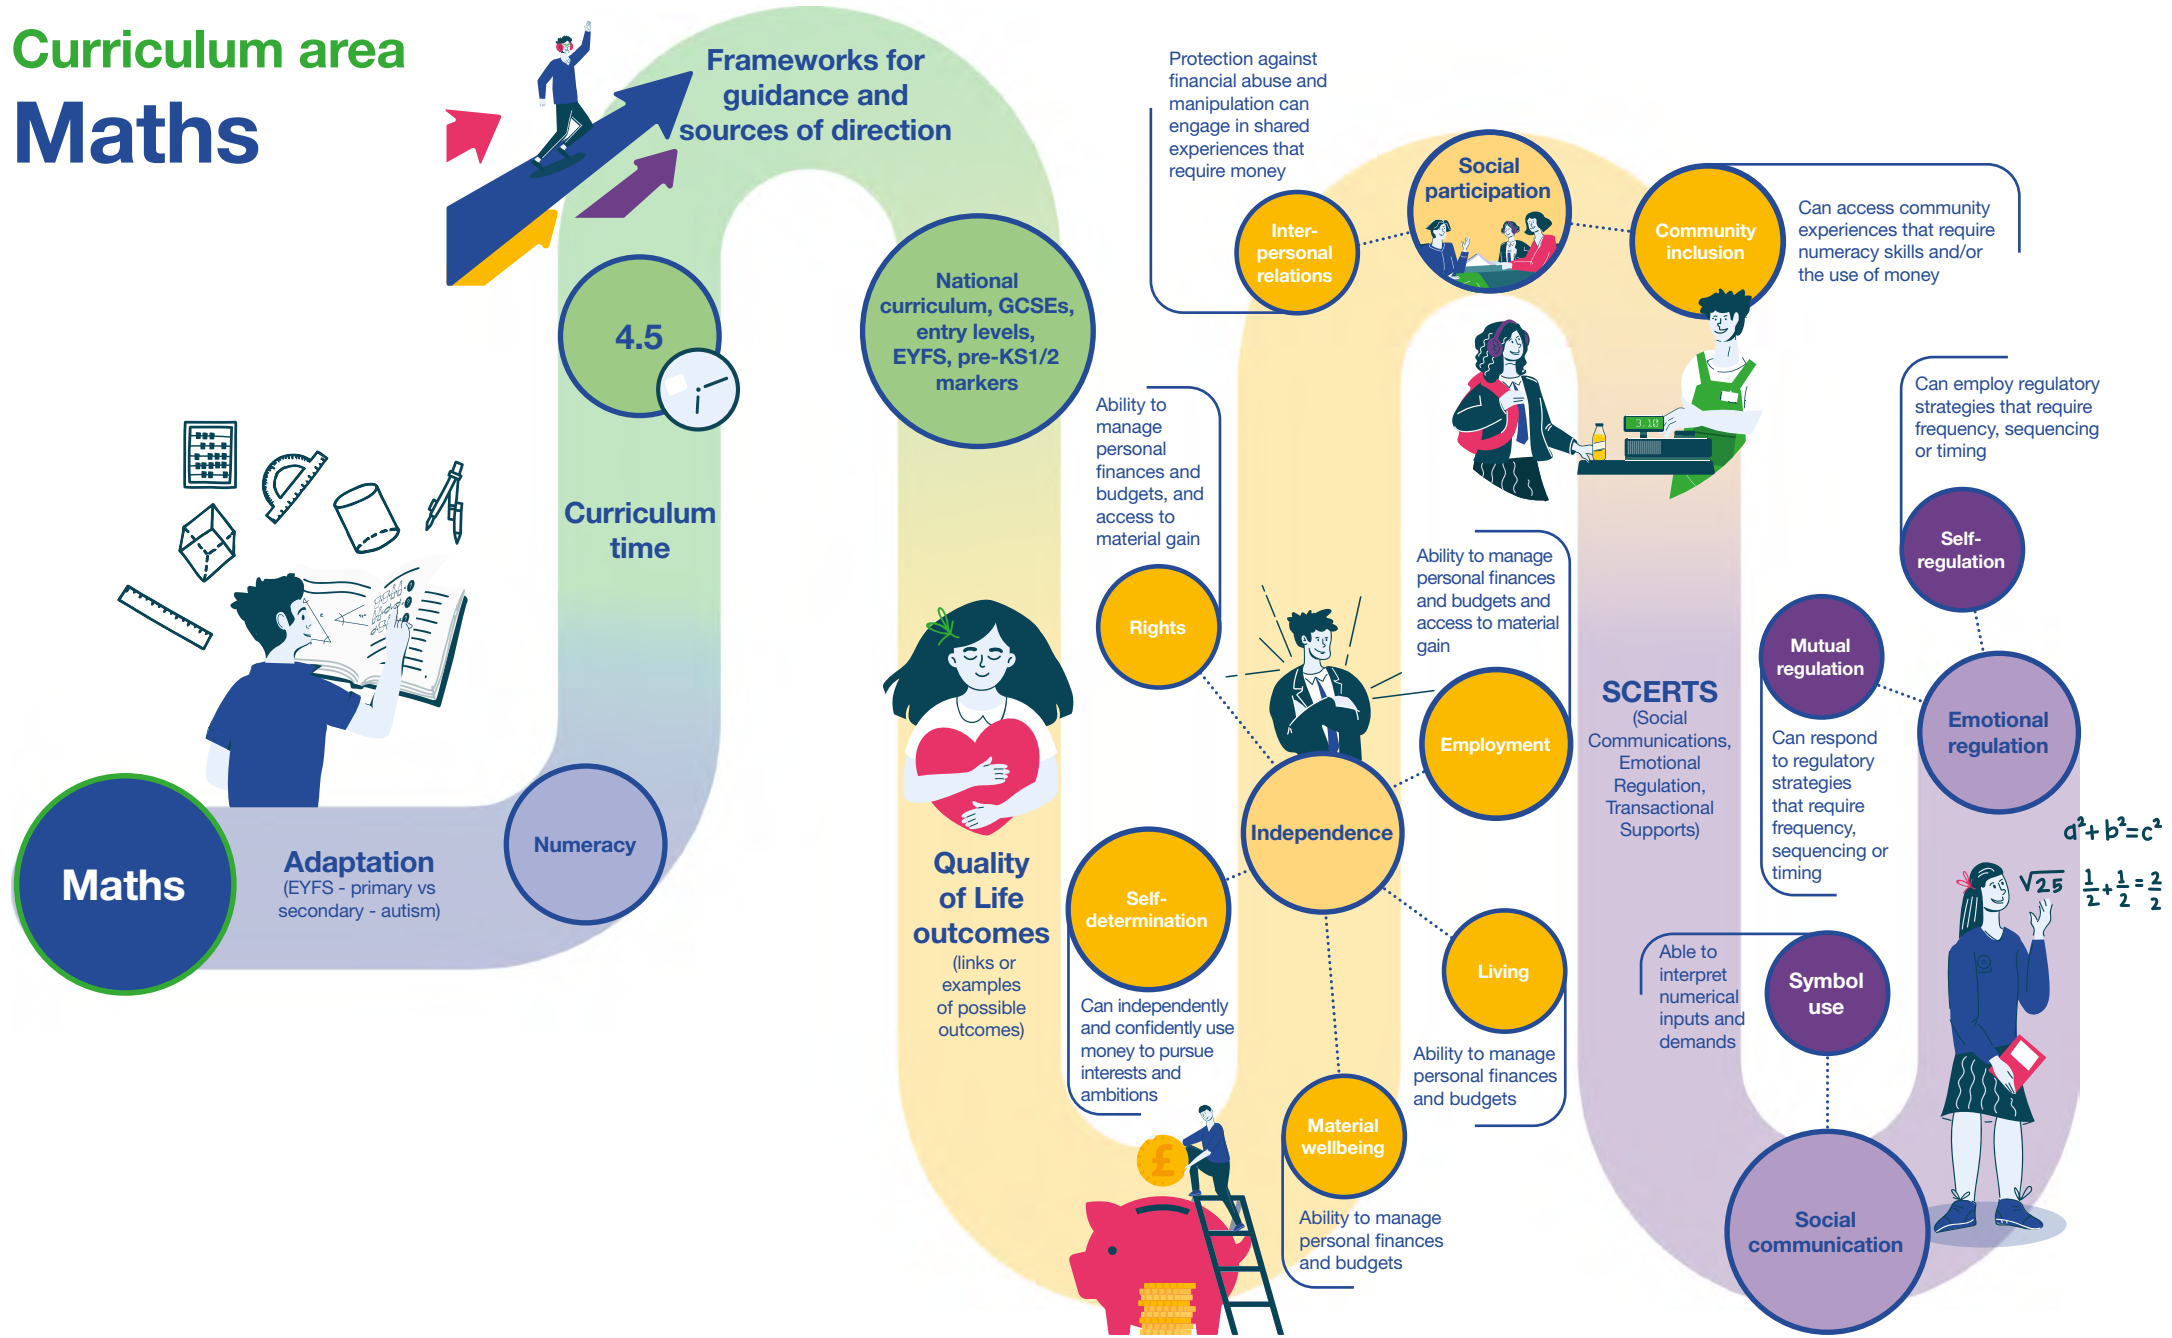 Curriculum area
Maths
Maths
Adaptation
(EYFS - primary vs
secondary - autism)
Numeracy
Curriculum
time
4.5
Frameworks for
guidance and
sources of direction
National
curriculum, GCSEs,
entry levels,
EYFS, pre-KS1/2
markers
Quality
of Life
outcomes
(links or
examples
of possible
outcomes)
Independence
Rights
Ability to
manage
personal
finances and
budgets, and
access to
material gain
Self-
determination
Can independently
and confidently use
money to pursue
interests and
ambitions
£
Material
wellbeing
Ability to manage
personal finances
and budgets
Living
Ability to manage
personal finances
and budgets
Employment
Ability to manage
personal finances
and budgets and
access to material
gain
Social
participation
Inter-
personal
relations
Protection against
financial abuse and
manipulation can
engage in shared
experiences that
require money
Community
inclusion
Can access community
experiences that require
numeracy skills and/or
the use of money
3.10
SCERTS
(Social
Communications,
Emotional
Regulation,
Transactional
Supports)
Social
communication
Symbol
use
Able to
interpret
numerical
inputs and
demands
Emotional
regulation
Mutual
regulation
Can respond
to regulatory
strategies
that require
frequency,
sequencing or
timing
Self-
regulation
Can employ regulatory
strategies that require
frequency, sequencing
or timing
a²+b²=c²
√25
1/2+1/2=2/2